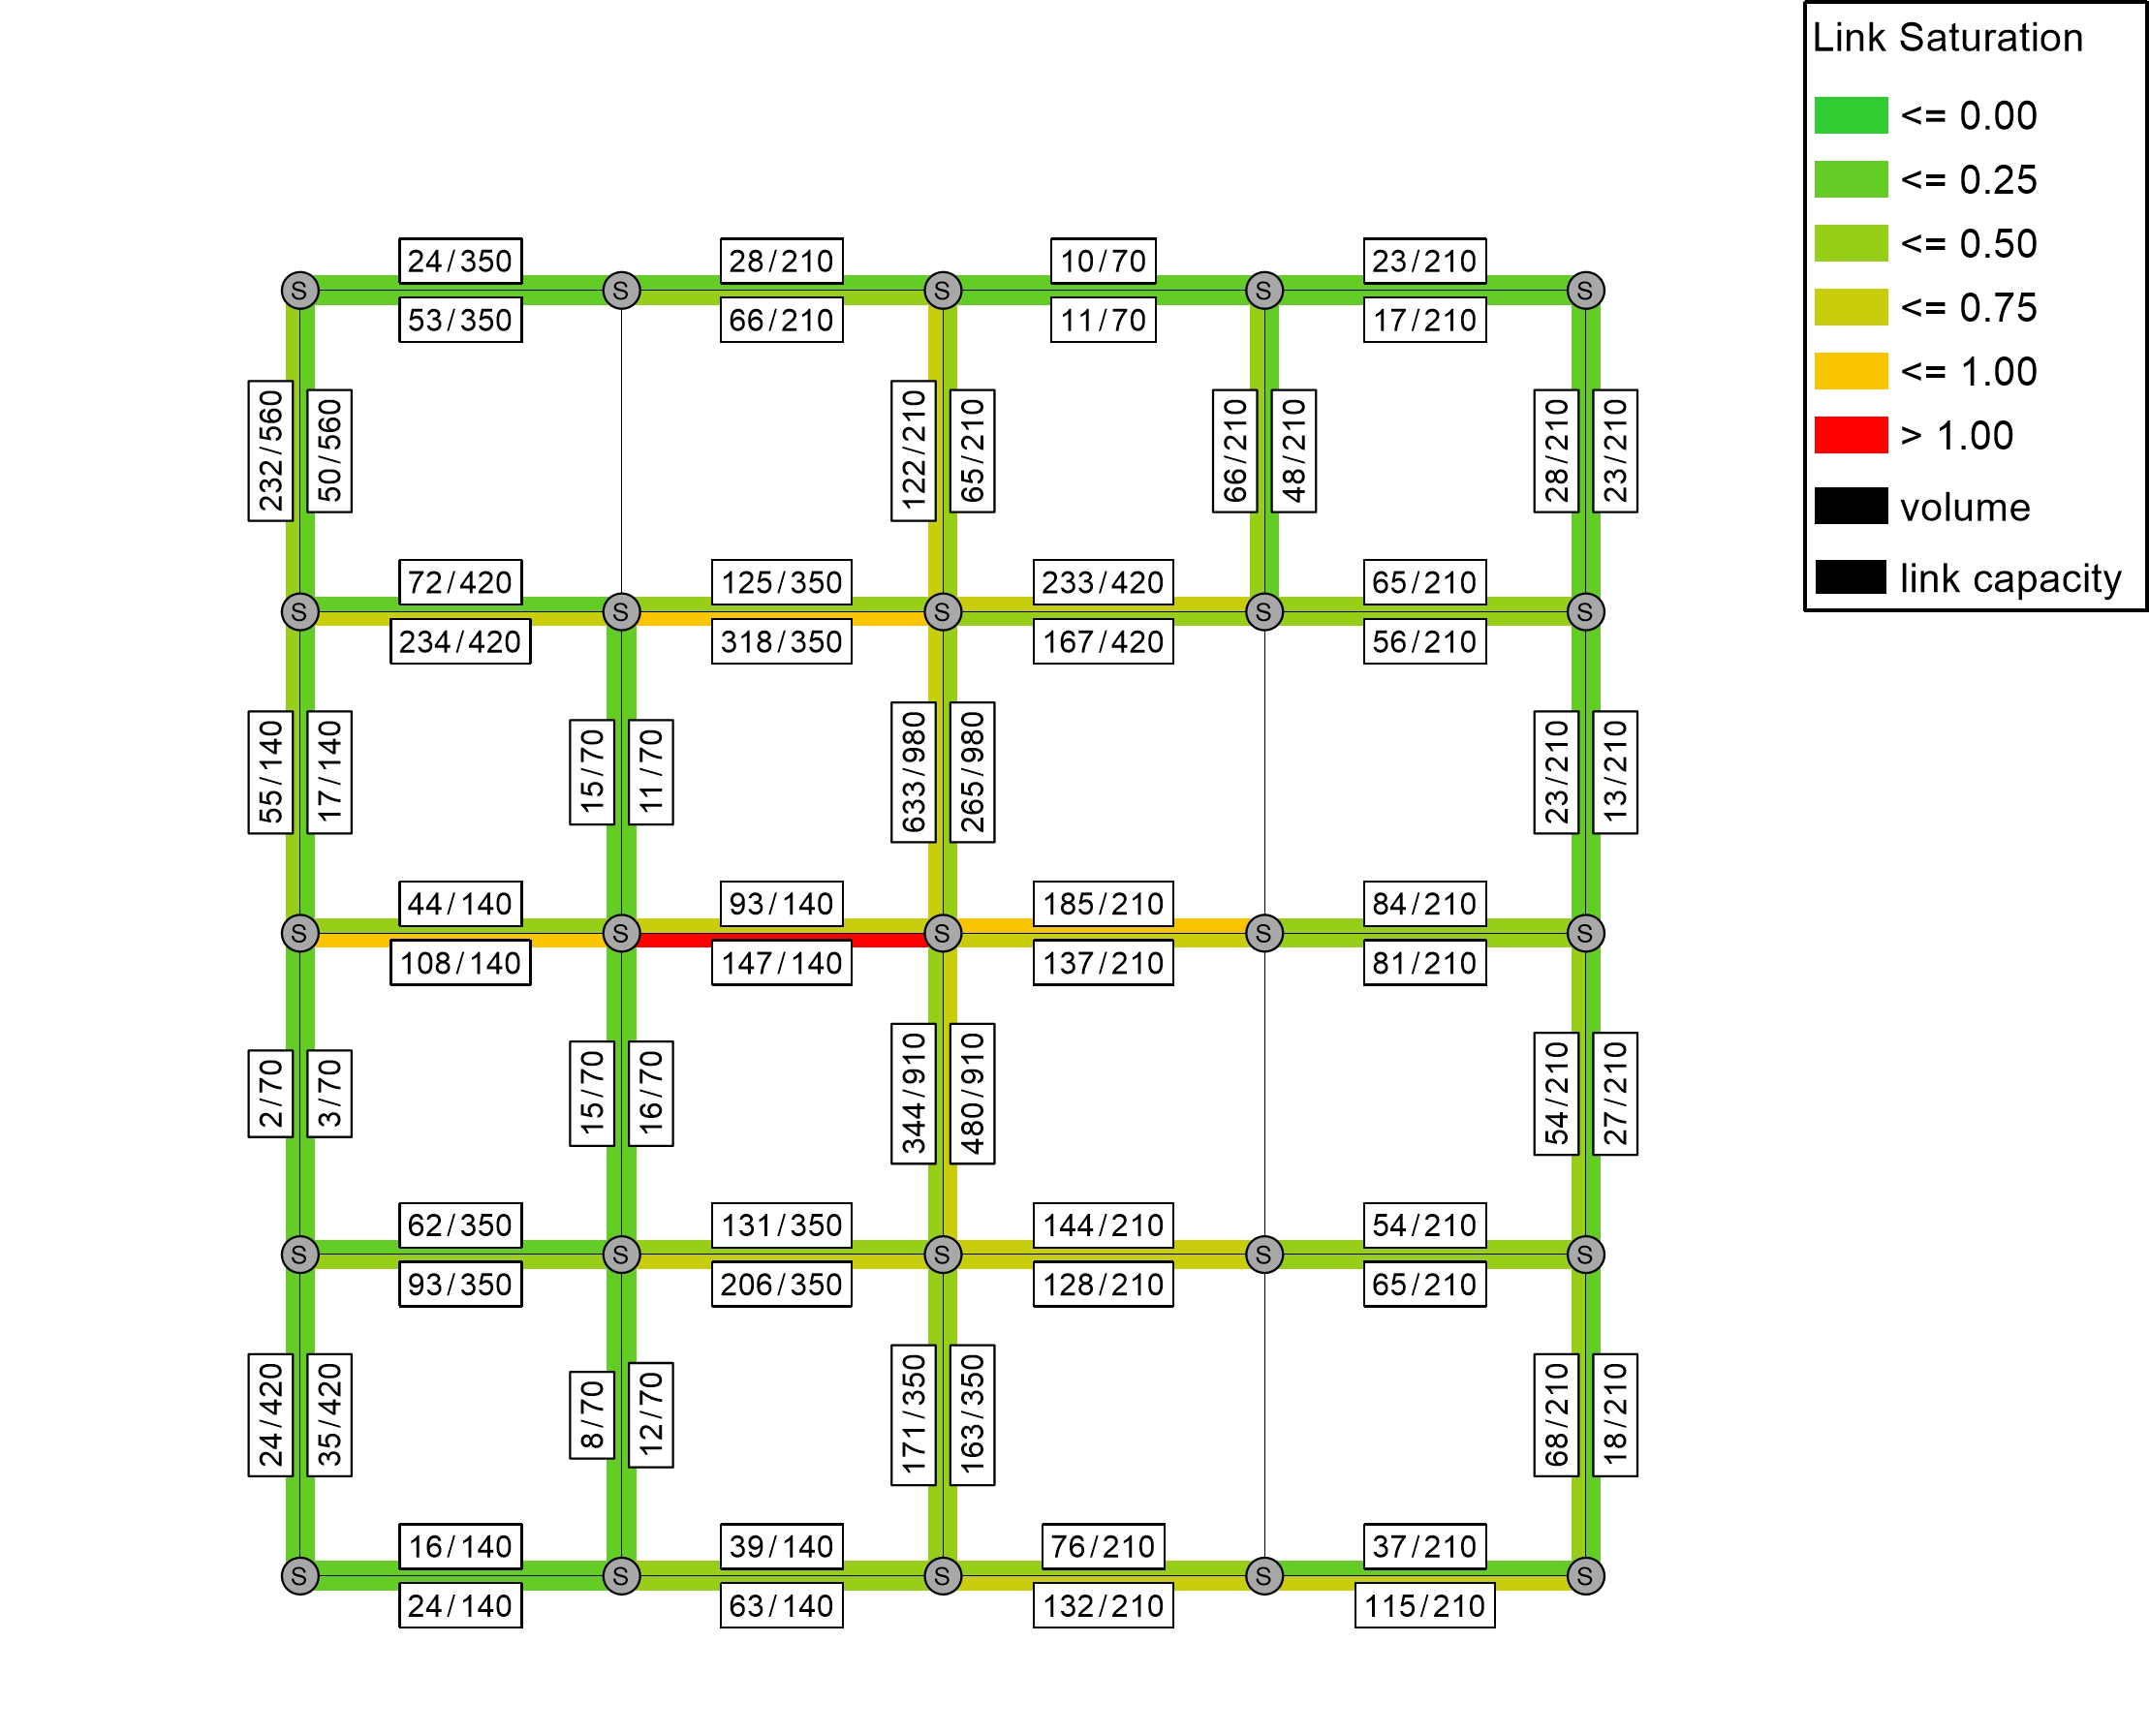 Link Saturation
<= 0.00
<= 0.25
<= 0.50
<= 0.75
<= 1.00
> 1.00
volume
link capacity
24/350
28/210
10/70
23/210
S
S
S
S
S
53/350
66/210
11/70
17/210
232/560
50/560
122/210
65/210
66/210
48/210
28/210
23/210
72/420
125/350
233/420
65/210
S
S
S
S
S
234/420
318/350
167/420
56/210
55/140
17/140
15/70
11/70
633/980
265/980
23/210
13/210
44/140
93/140
185/210
84/210
S
S
S
S
S
108/140
147/140
137/210
81/210
2/70
3/70
15/70
16/70
344/910
480/910
54/210
27/210
62/350
131/350
144/210
54/210
S
S
S
S
S
93/350
206/350
128/210
65/210
24/420
35/420
8/70
12/70
171/350
163/350
68/210
18/210
16/140
39/140
76/210
37/210
S
S
S
S
S
24/140
63/140
132/210
115/210